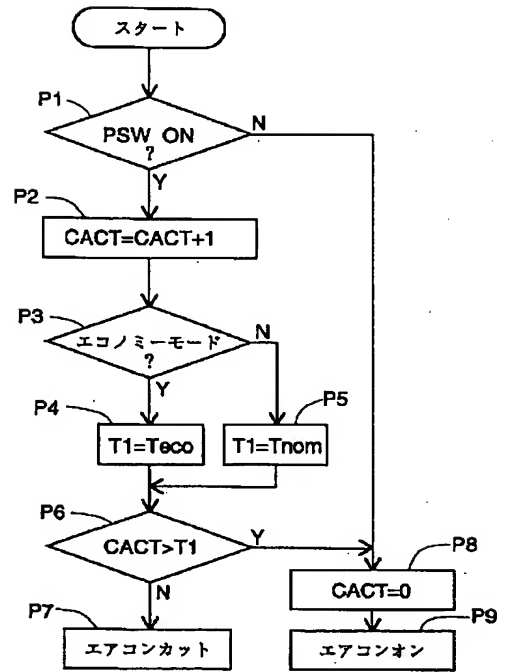 スタート
P1
PSW ON
?
N
Y
P2
CACT=CACT+1
P3
エコノミーモード
?
N
Y
P4
T1=Teco
P5
T1=Tnom
P6
CACT>T1
Y
N
P8
CACT=0
P7
エアコンカット
P9
エアコンオン